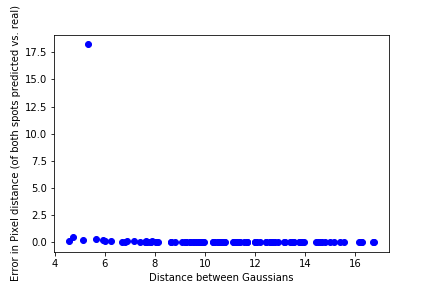 Error in Pixel distance (of both spots predicted vs. real)
17.5
15.0
12.5
10.0
7.5
5.0
2.5
0.0
4 6 8 10 12 14 16
Distance between Gaussians